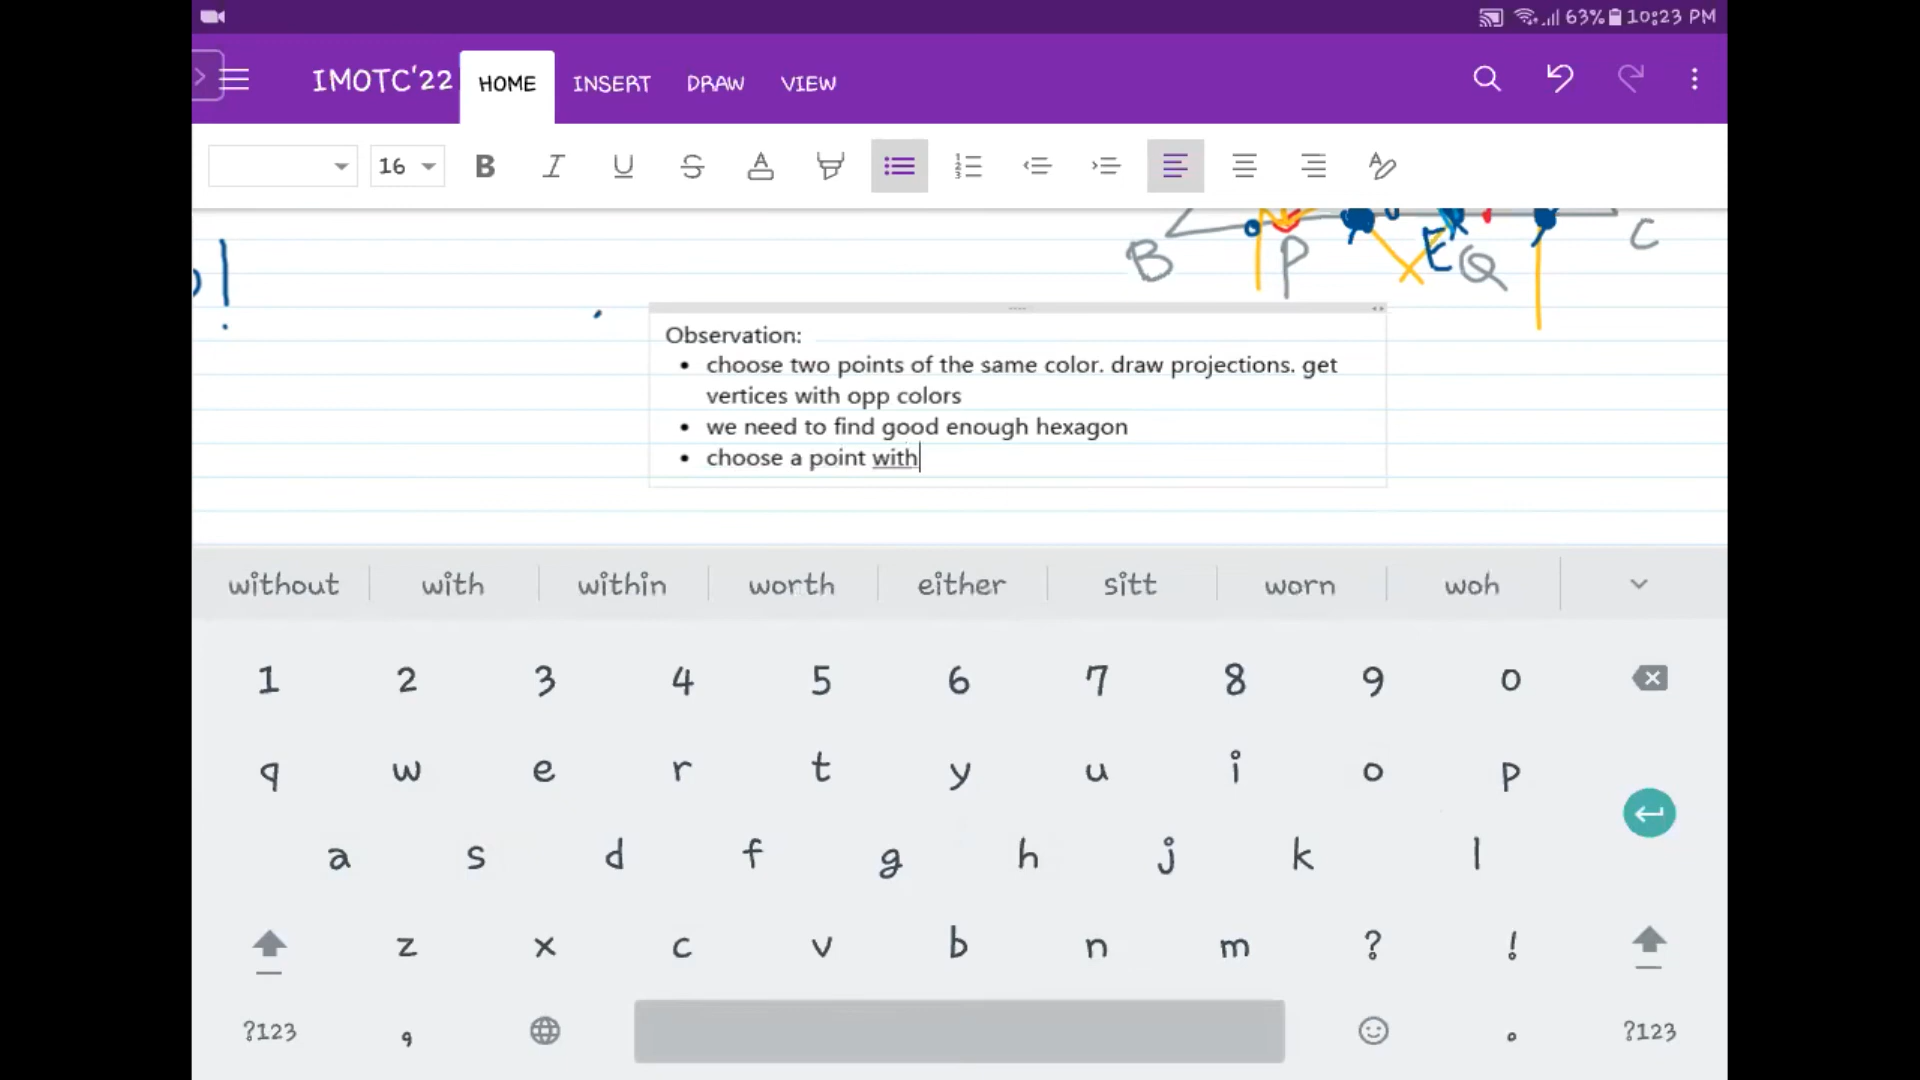 63% 10:23 PM
IMOTC'22 HOME INSERT DRAW VIEW
16 B I U S A
B P E Q C
!
Observation:
• choose two points of the same color. draw projections. get
vertices with opp colors
• we need to find good enough hexagon
• choose a point with
without with within worth either sitt worn woh
1 2 3 4 5 6 7 8 9 0
q w e r t y u i o p
a s d f g h j k l
z x c v b n m ? !
?123 , . ?123